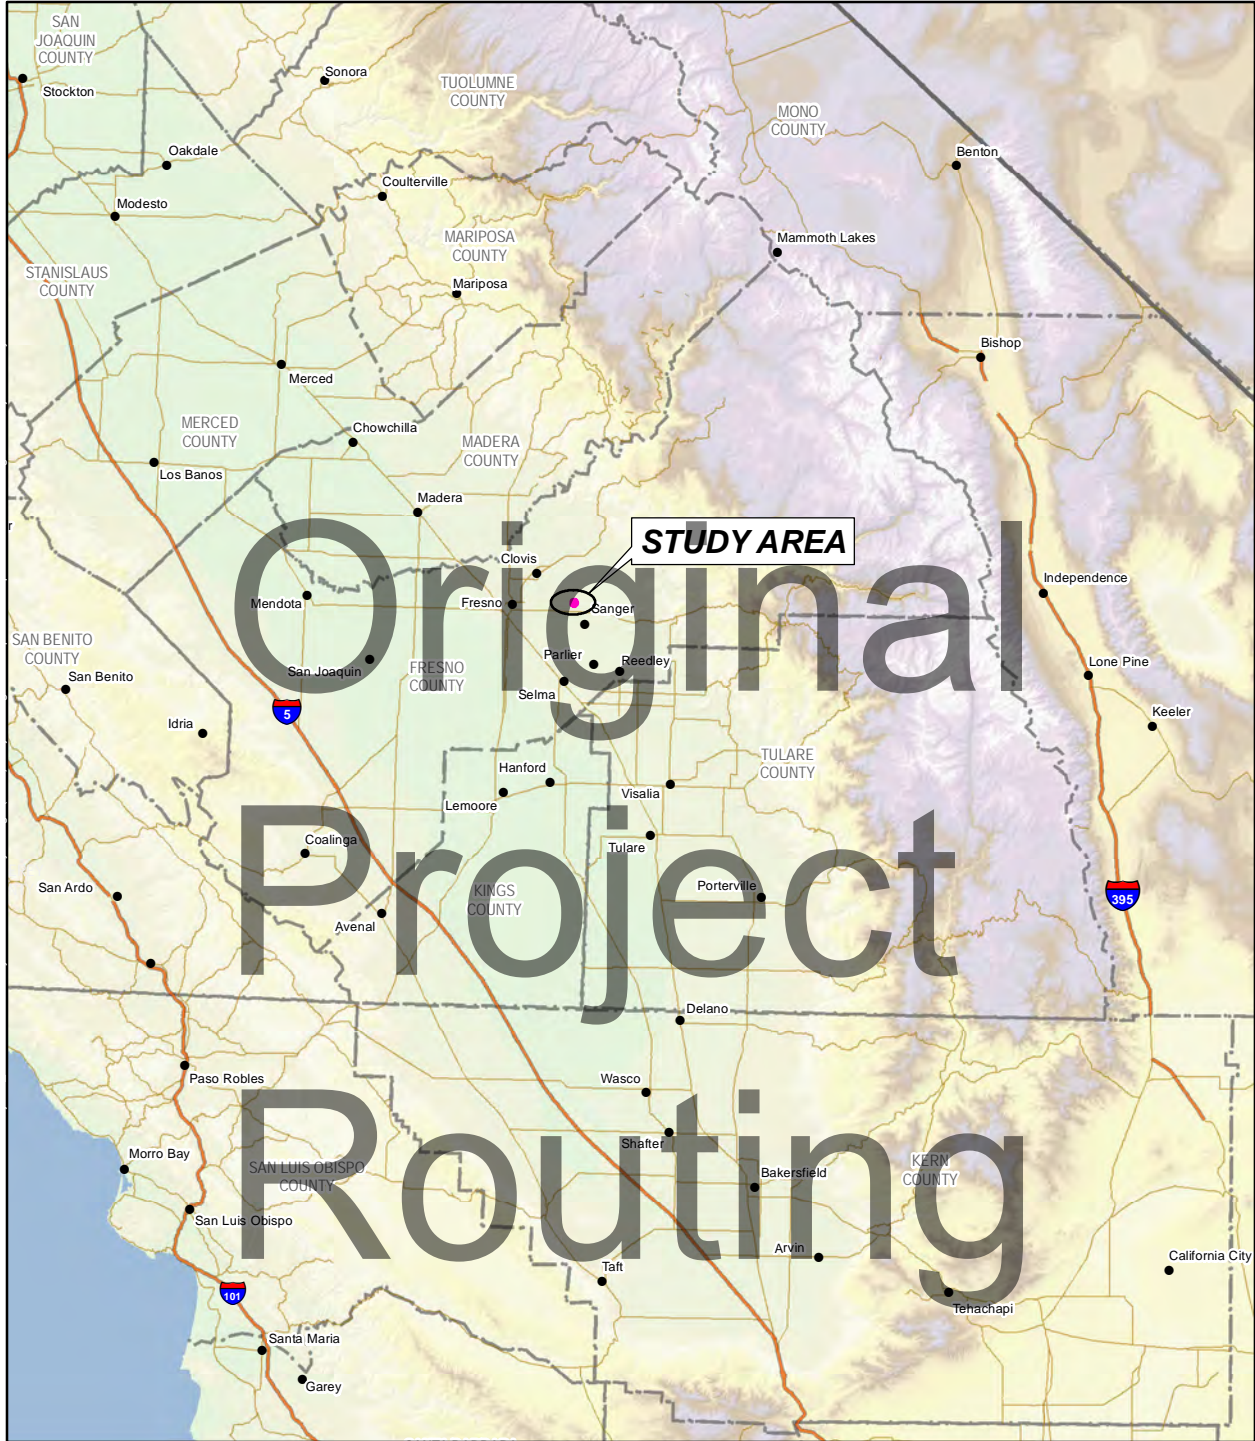 SAN
JOAQUIN
COUNTY
Stockton
Sonora
TUOLUMNE
COUNTY
MONO
COUNTY
Oakdale
Benton
Coulterville
Modesto
MARIPOSA
COUNTY
Mammoth Lakes
STANISLAUS
COUNTY
Mariposa
Bishop
Merced
MERCED
COUNTY
Chowchilla
MADERA
COUNTY
Los Banos
Madera
r
STUDY AREA
Clovis
Original
Mendota
Fresno
Sanger
Independence
SAN BENITO
COUNTY
San Benito
San Joaquin
FRESNO
COUNTY
Parlier
Reedley
Lone Pine
Selma
5
Idria
Keeler
TULARE
COUNTY
Hanford
Lemoore
Visalia
Coalinga
Tulare
Project
San Ardo
KINGS
COUNTY
Porterville
395
Avenal
Delano
Paso Robles
Wasco
Shafter
Routing
Morro Bay
SAN LUIS OBISPO
COUNTY
Bakersfield
KERN
COUNTY
San Luis Obispo
Arvin
California City
Taft
101
Tehachapi
Santa Maria
Garey